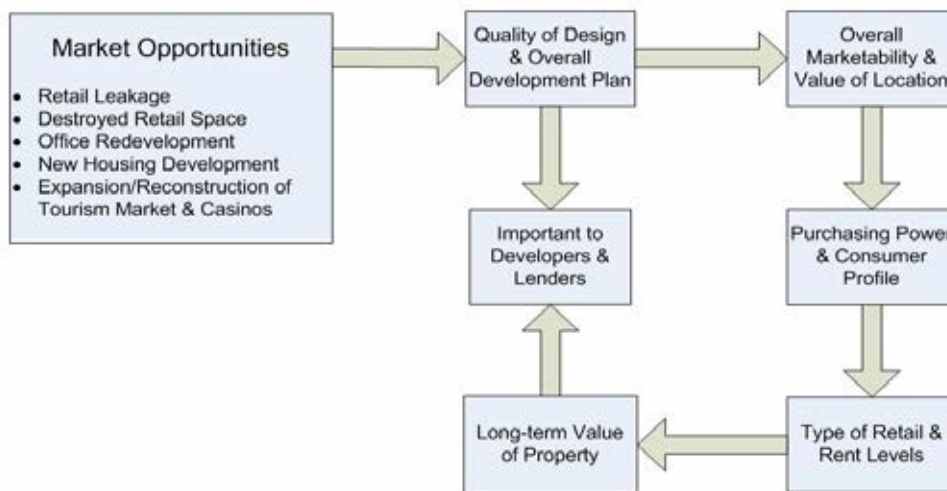 Market Opportunities
• Retail Leakage
• Destroyed Retail Space
• Office Redevelopment
• New Housing Development
• Expansion/Reconstruction of
Tourism Market & Casinos
Quality of Design
& Overall
Development Plan
Overall
Marketability &
Value of Location
Important to
Developers &
Lenders
Purchasing Power
& Consumer
Profile
Long-term Value
of Property
Type of Retail &
Rent Levels